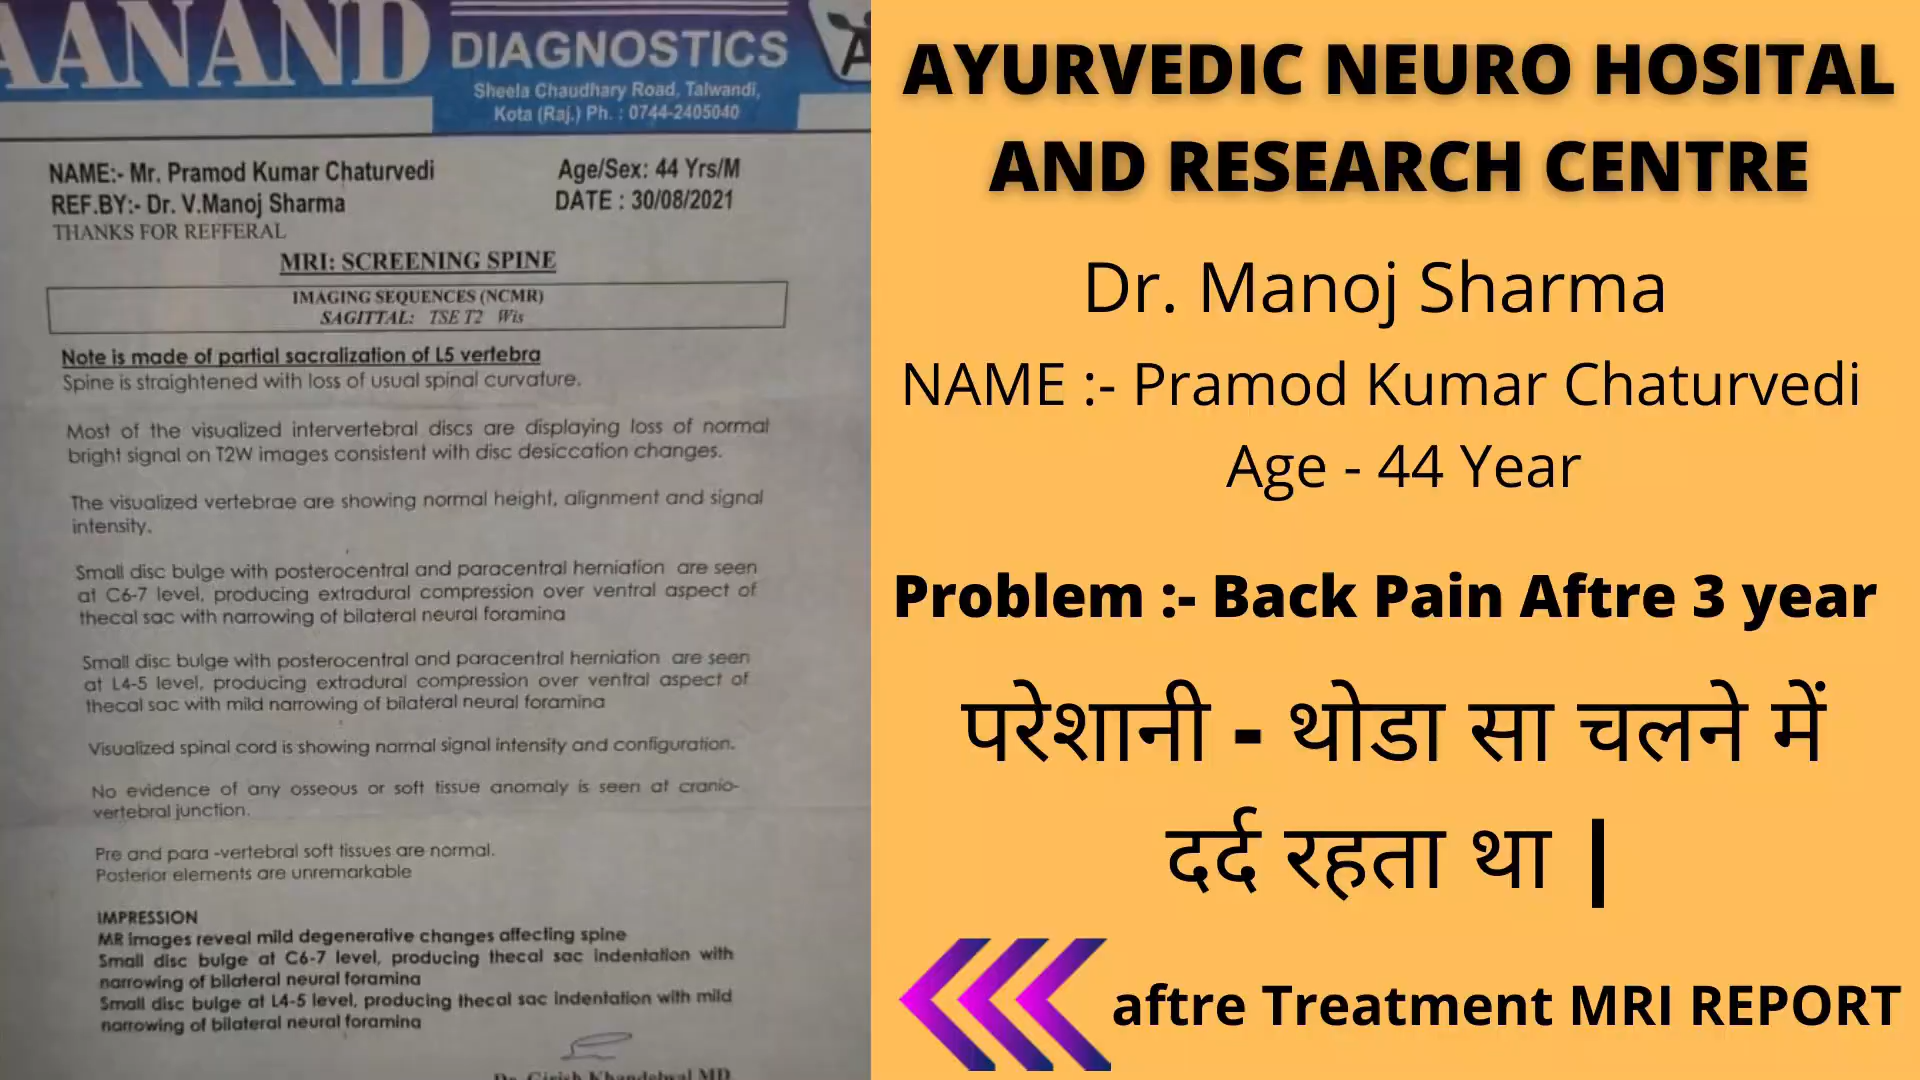 AANAND
DIAGNOSTICS
Sheela Chaudhary Road, Talwandi,
Kota (Raj.) Ph. : 0744-2405040
NAME:- Mr. Pramod Kumar Chaturvedi Age/Sex: 44 Yrs/M
REF.BY:- Dr. V.Manoj Sharma DATE : 30/08/2021
THANKS FOR REFFERAL
MRI: SCREENING SPINE
IMAGING SEQUENCES (NCMR)
SAGITTAL: TSE T2 Wis
Note is made of partial sacralization of L5 vertebra
Spine is straightened with loss of usual spinal curvature.
Most of the visualized intervertebral discs are displaying loss of normal
bright signal on T2W images consistent with disc desiccation changes.
The visualized vertebrae are showing normal height, alignment and signal
intensity.
Small disc bulge with posterocentral and paracentral herniation are seen
at C6-7 level, producing extradural compression over ventral aspect of
thecal sac with narrowing of bilateral neural foramina
Small disc bulge with posterocentral and paracentral herniation are seen
at L4-5 level, producing extradural compression over ventral aspect of
thecal sac with mild narrowing of bilateral neural foramina
Visualized spinal cord is showing normal signal intensity and configuration.
No evidence of any osseous or soft tissue anomaly is seen at cranio-
vertebral junction.
Pre and para -vertebral soft tissues are normal.
Posterior elements are unremarkable
IMPRESSION
MR images reveal mild degenerative changes affecting spine
Small disc bulge at C6-7 level, producing thecal sac indentation with
narrowing of bilateral neural foramina
Small disc bulge at L4-5 level, producing thecal sac indentation with mild
narrowing of bilateral neural foramina
Dr. Girish Khandelwal MD
AYURVEDIC NEURO HOSITAL
AND RESEARCH CENTRE
Dr. Manoj Sharma
NAME :- Pramod Kumar Chaturvedi
Age - 44 Year
Problem :- Back Pain Aftre 3 year
परेशानी - थोडा सा चलने में
दर्द रहता था |
aftre Treatment MRI REPORT